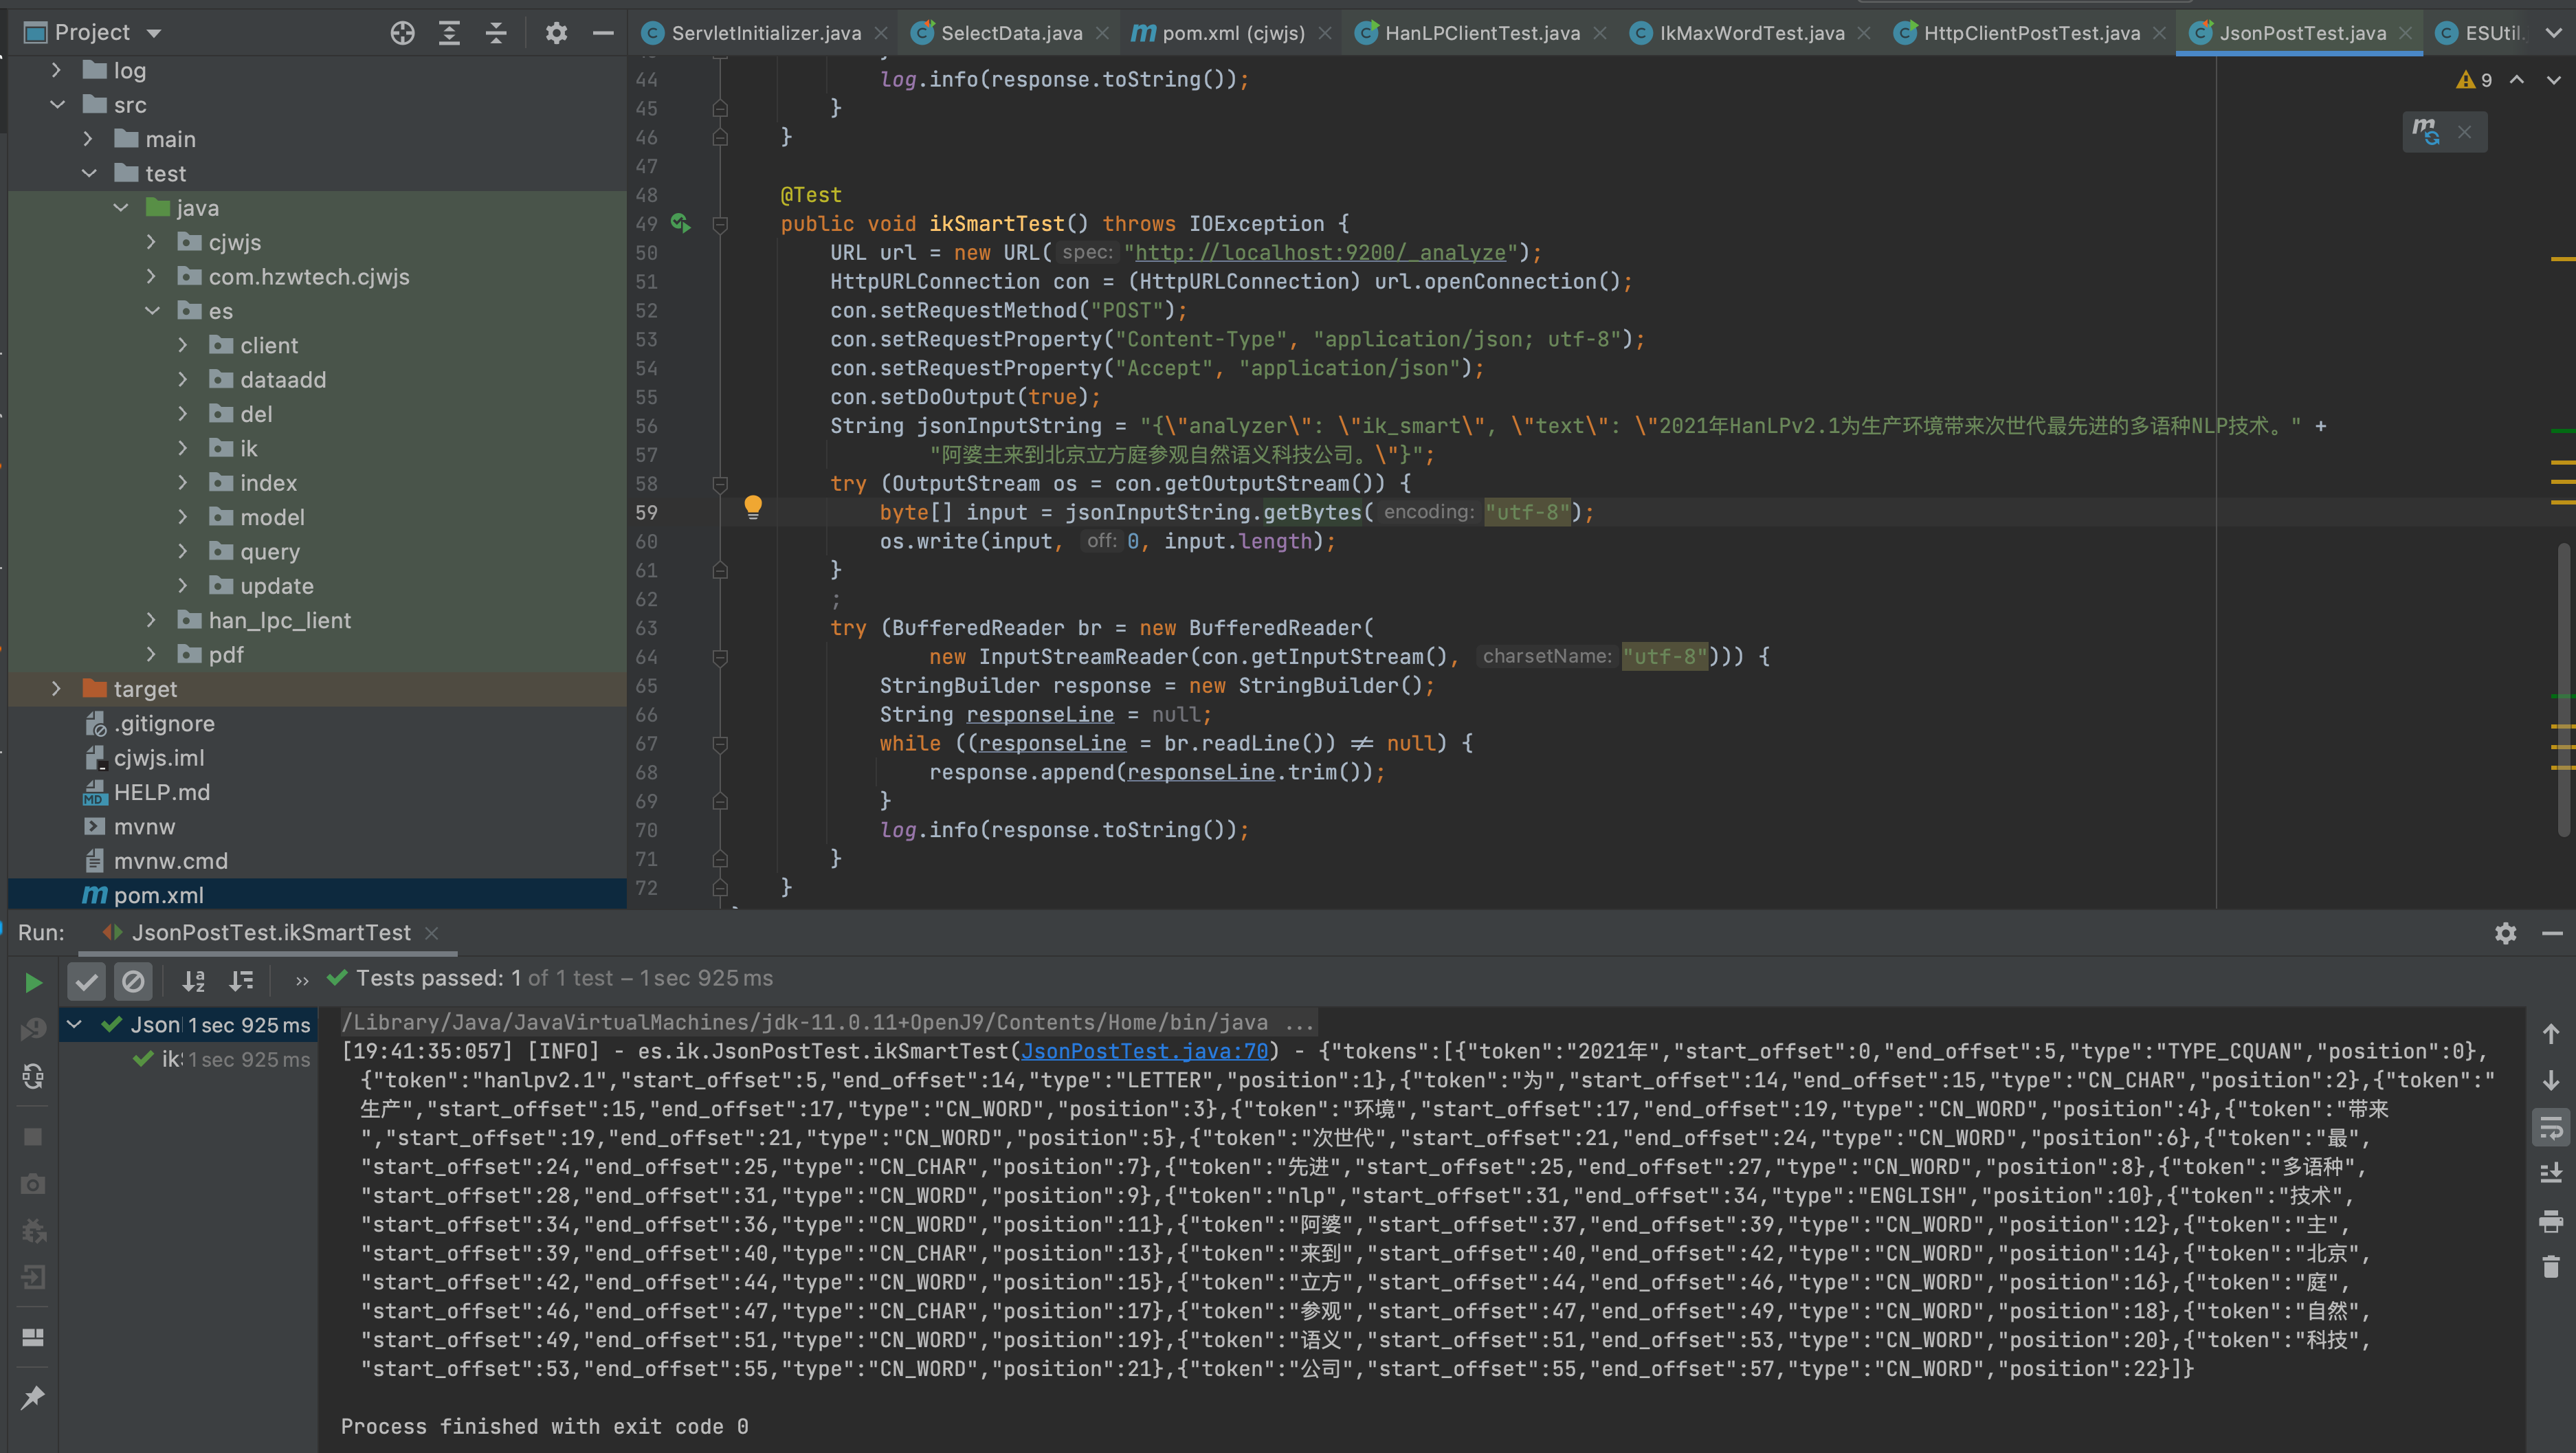 Project
ServletInitializer.java
SelectData.java
pom.xml (cjwjs)
HanLPClientTest.java
IkMaxWordTest.java
HttpClientPostTest.java
JsonPostTest.java
ESUtil.
log
src
main
test
java
cjwjs
com.hzwtech.cjwjs
es
client
dataadd
del
ik
index
model
query
update
han_lpc_lient
pdf
target
.gitignore
cjwjs.iml
HELP.md
mvnw
mvnw.cmd
pom.xml
9
44 log.info(response.toString());
45 }
46 }
47
48 @Test
49 public void ikSmartTest() throws IOException {
50 URL url = new URL( spec: "http://localhost:9200/_analyze");
51 HttpURLConnection con = (HttpURLConnection) url.openConnection();
52 con.setRequestMethod("POST");
53 con.setRequestProperty("Content-Type", "application/json; utf-8");
54 con.setRequestProperty("Accept", "application/json");
55 con.setDoOutput(true);
56 String jsonInputString = "{\"analyzer\": \"ik_smart\", \"text\": \"2021年HanLPv2.1为生产环境带来次世代最先进的多语种NLP技术。" +
57 "阿婆主来到北京立方庭参观自然语义科技公司。\"}";
58 try (OutputStream os = con.getOutputStream()) {
59 byte[] input = jsonInputString.getBytes( encoding: "utf-8");
60 os.write(input, off: 0, input.length);
61 }
62 ;
63 try (BufferedReader br = new BufferedReader(
64 new InputStreamReader(con.getInputStream(), charsetName: "utf-8"))) {
65 StringBuilder response = new StringBuilder();
66 String responseLine = null;
67 while ((responseLine = br.readLine()) ≠ null) {
68 response.append(responseLine.trim());
69 }
70 log.info(response.toString());
71 }
72 }
Run: JsonPostTest.ikSmartTest
Tests passed: 1 of 1 test – 1 sec 925 ms
Json 1 sec 925 ms
ik 1 sec 925 ms
/Library/Java/JavaVirtualMachines/jdk-11.0.11+OpenJ9/Contents/Home/bin/java ...
[19:41:35:057] [INFO] - es.ik.JsonPostTest.ikSmartTest(JsonPostTest.java:70) - {"tokens":[{"token":"2021年","start_offset":0,"end_offset":5,"type":"TYPE_CQUAN","position":0},
{"token":"hanlpv2.1","start_offset":5,"end_offset":14,"type":"LETTER","position":1},{"token":"为","start_offset":14,"end_offset":15,"type":"CN_CHAR","position":2},{"token":"
生产","start_offset":15,"end_offset":17,"type":"CN_WORD","position":3},{"token":"环境","start_offset":17,"end_offset":19,"type":"CN_WORD","position":4},{"token":"带来
","start_offset":19,"end_offset":21,"type":"CN_WORD","position":5},{"token":"次世代","start_offset":21,"end_offset":24,"type":"CN_WORD","position":6},{"token":"最",
"start_offset":24,"end_offset":25,"type":"CN_CHAR","position":7},{"token":"先进","start_offset":25,"end_offset":27,"type":"CN_WORD","position":8},{"token":"多语种",
"start_offset":28,"end_offset":31,"type":"CN_WORD","position":9},{"token":"nlp","start_offset":31,"end_offset":34,"type":"ENGLISH","position":10},{"token":"技术",
"start_offset":34,"end_offset":36,"type":"CN_WORD","position":11},{"token":"阿婆","start_offset":37,"end_offset":39,"type":"CN_WORD","position":12},{"token":"主",
"start_offset":39,"end_offset":40,"type":"CN_CHAR","position":13},{"token":"来到","start_offset":40,"end_offset":42,"type":"CN_WORD","position":14},{"token":"北京",
"start_offset":42,"end_offset":44,"type":"CN_WORD","position":15},{"token":"立方","start_offset":44,"end_offset":46,"type":"CN_WORD","position":16},{"token":"庭",
"start_offset":46,"end_offset":47,"type":"CN_CHAR","position":17},{"token":"参观","start_offset":47,"end_offset":49,"type":"CN_WORD","position":18},{"token":"自然",
"start_offset":49,"end_offset":51,"type":"CN_WORD","position":19},{"token":"语义","start_offset":51,"end_offset":53,"type":"CN_WORD","position":20},{"token":"科技",
"start_offset":53,"end_offset":55,"type":"CN_WORD","position":21},{"token":"公司","start_offset":55,"end_offset":57,"type":"CN_WORD","position":22}]}
Process finished with exit code 0